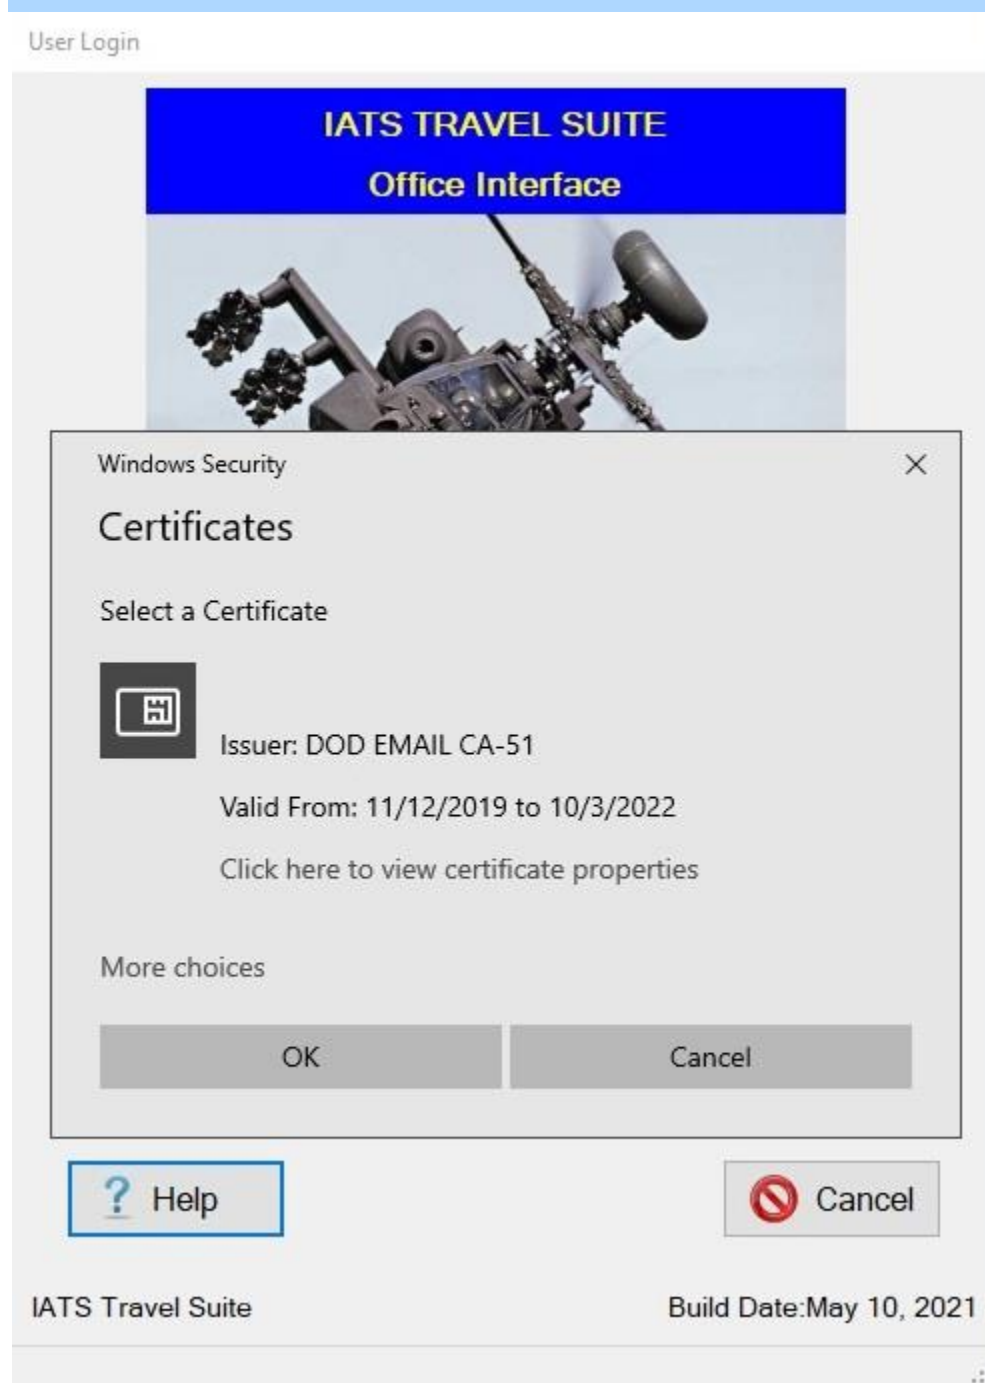 User Login
IATS TRAVEL SUITE
Office Interface
Windows Security
Certificates
Select a Certificate
Issuer: DOD EMAIL CA-51
Valid From: 11/12/2019 to 10/3/2022
Click here to view certificate properties
More choices
OK Cancel
? Help Cancel
IATS Travel Suite Build Date:May 10, 2021